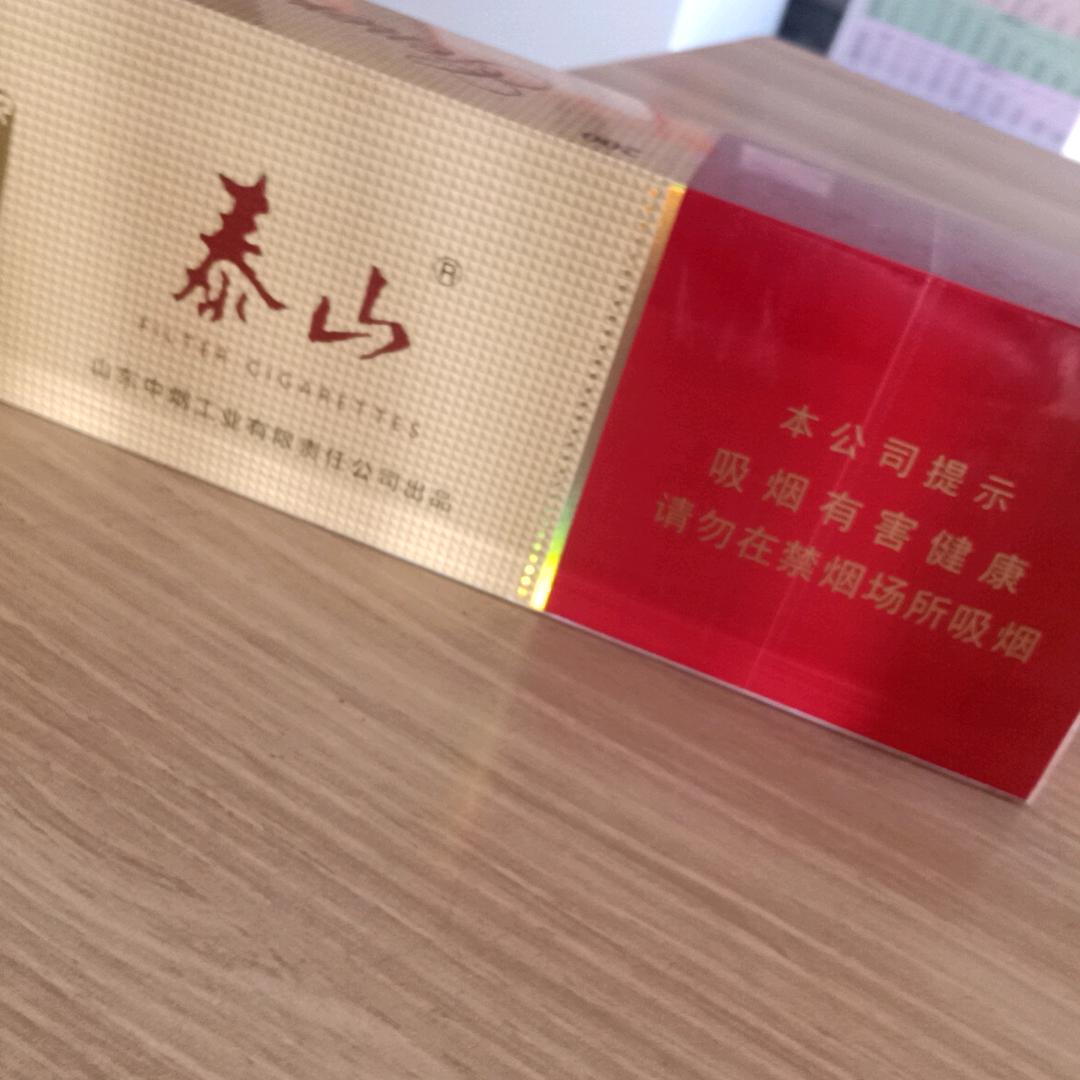 泰山®
FILTER CIGARETTES
山东中烟工业有限责任公司出品
本公司提示
吸烟有害健康
请勿在禁烟场所吸烟